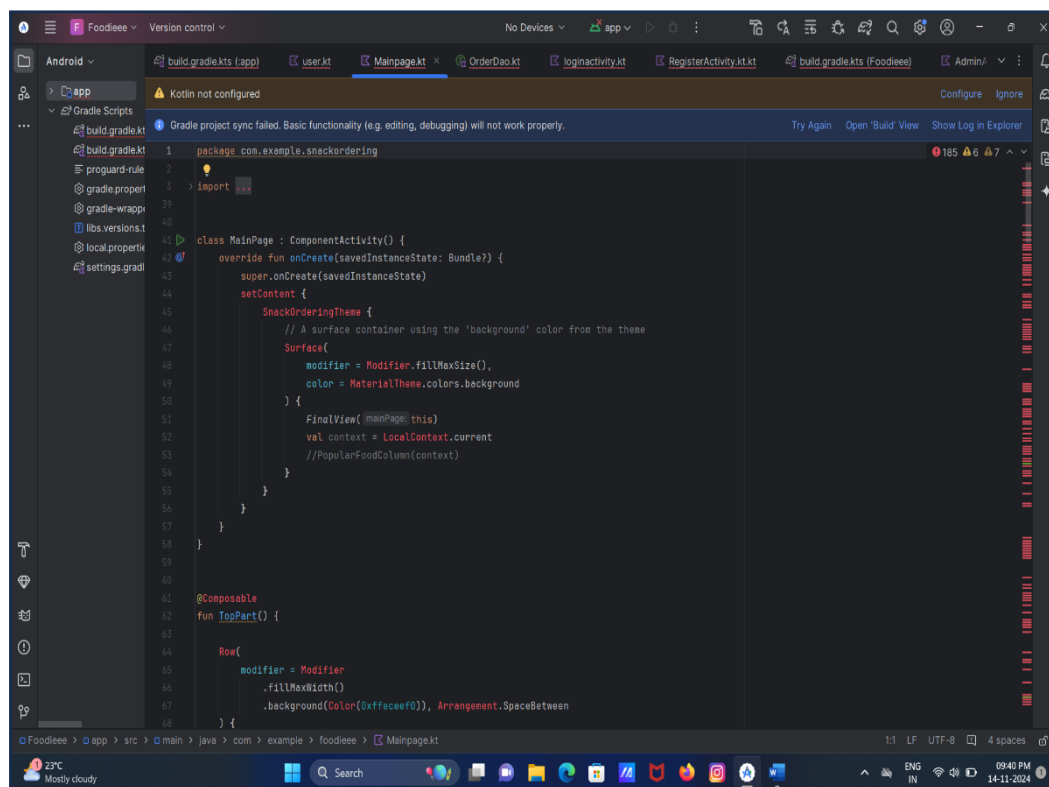 F Foodieee Version control No Devices app
Android
build.gradle.kts (:app) user.kt Mainpage.kt OrderDao.kt loginactivity.kt RegisterActivity.kt.kt build.gradle.kts (Foodieee) AdminA
app
Gradle Scripts
build.gradle.kt
build.gradle.kt
proguard-rule
gradle.propert
gradle-wrappe
libs.versions.t
local.propertie
settings.gradl
Kotlin not configured Configure Ignore
Gradle project sync failed. Basic functionality (e.g. editing, debugging) will not work properly. Try Again Open 'Build' View Show Log in Explorer
185 6 7
1 package com.example.snackordering
2
3 import ...
39
40
41 class MainPage : ComponentActivity() {
42 override fun onCreate(savedInstanceState: Bundle?) {
43 super.onCreate(savedInstanceState)
44 setContent {
45 SnackOrderingTheme {
46 // A surface container using the 'background' color from the theme
47 Surface(
48 modifier = Modifier.fillMaxSize(),
49 color = MaterialTheme.colors.background
50 ) {
51 FinalView( mainPage: this)
52 val context = LocalContext.current
53 //PopularFoodColumn(context)
54 }
55 }
56 }
57 }
58 }
59
60
61 @Composable
62 fun TopPart() {
63
64 Row(
65 modifier = Modifier
66 .fillMaxWidth()
67 .background(Color(0xffeceef0)), Arrangement.SpaceBetween
68 ) {
Foodieee > app > src > main > java > com > example > foodieee > Mainpage.kt 1:1 LF UTF-8 4 spaces
1 23°C
Mostly cloudy
Search
ENG
IN
09:40 PM
14-11-2024